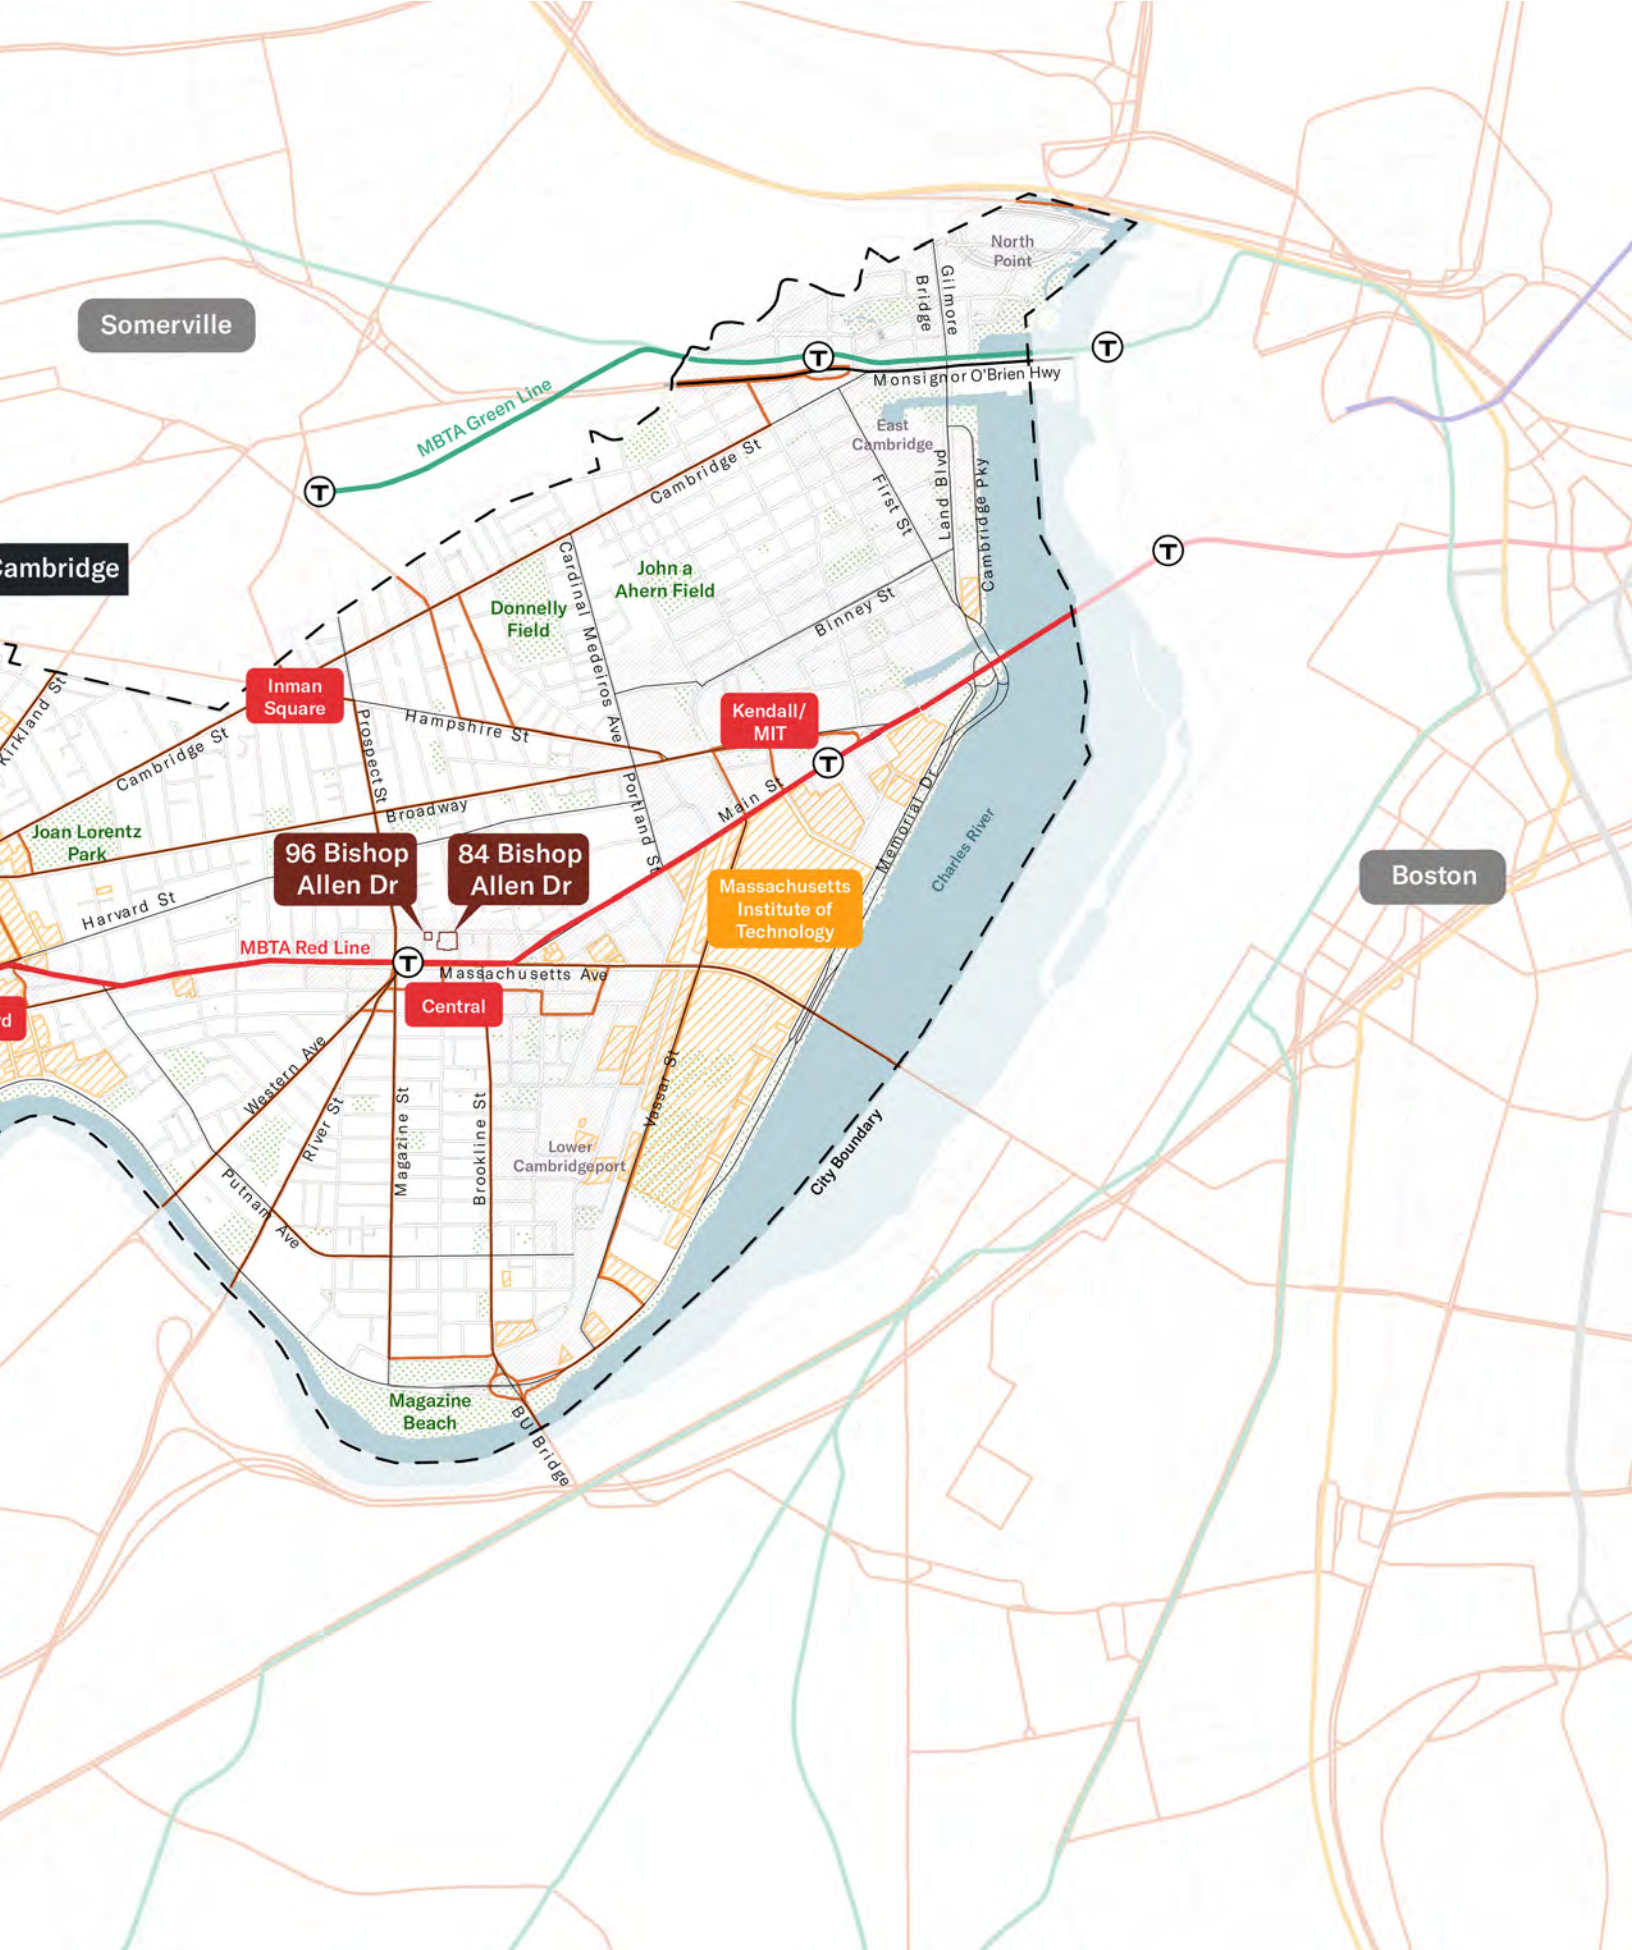 North
Point
Gilmore
Bridge
Somerville
T
T
Monsignor O'Brien Hwy
MBTA Green Line
East
Cambridge
Cambridge St
T
First St
Land Blvd
Cambridge Pky
T
Cambridge
John a
Ahern Field
Donnelly
Field
Cardinal Medeiros Ave
Binney St
Kirkland St
Inman
Square
Kendall/
MIT
Hampshire St
Prospect St
Cambridge St
T
Portland St
Main St
Broadway
Memorial Dr
Charles River
Joan Lorentz
Park
96 Bishop
Allen Dr
84 Bishop
Allen Dr
Boston
Massachusetts
Institute of
Technology
Harvard St
MBTA Red Line
T
Massachusetts Ave
Central
rd
Western Ave
River St
Magazine St
Brookline St
Vassar St
Lower
Cambridgeport
City Boundary
Putnam Ave
Magazine
Beach
BU Bridge